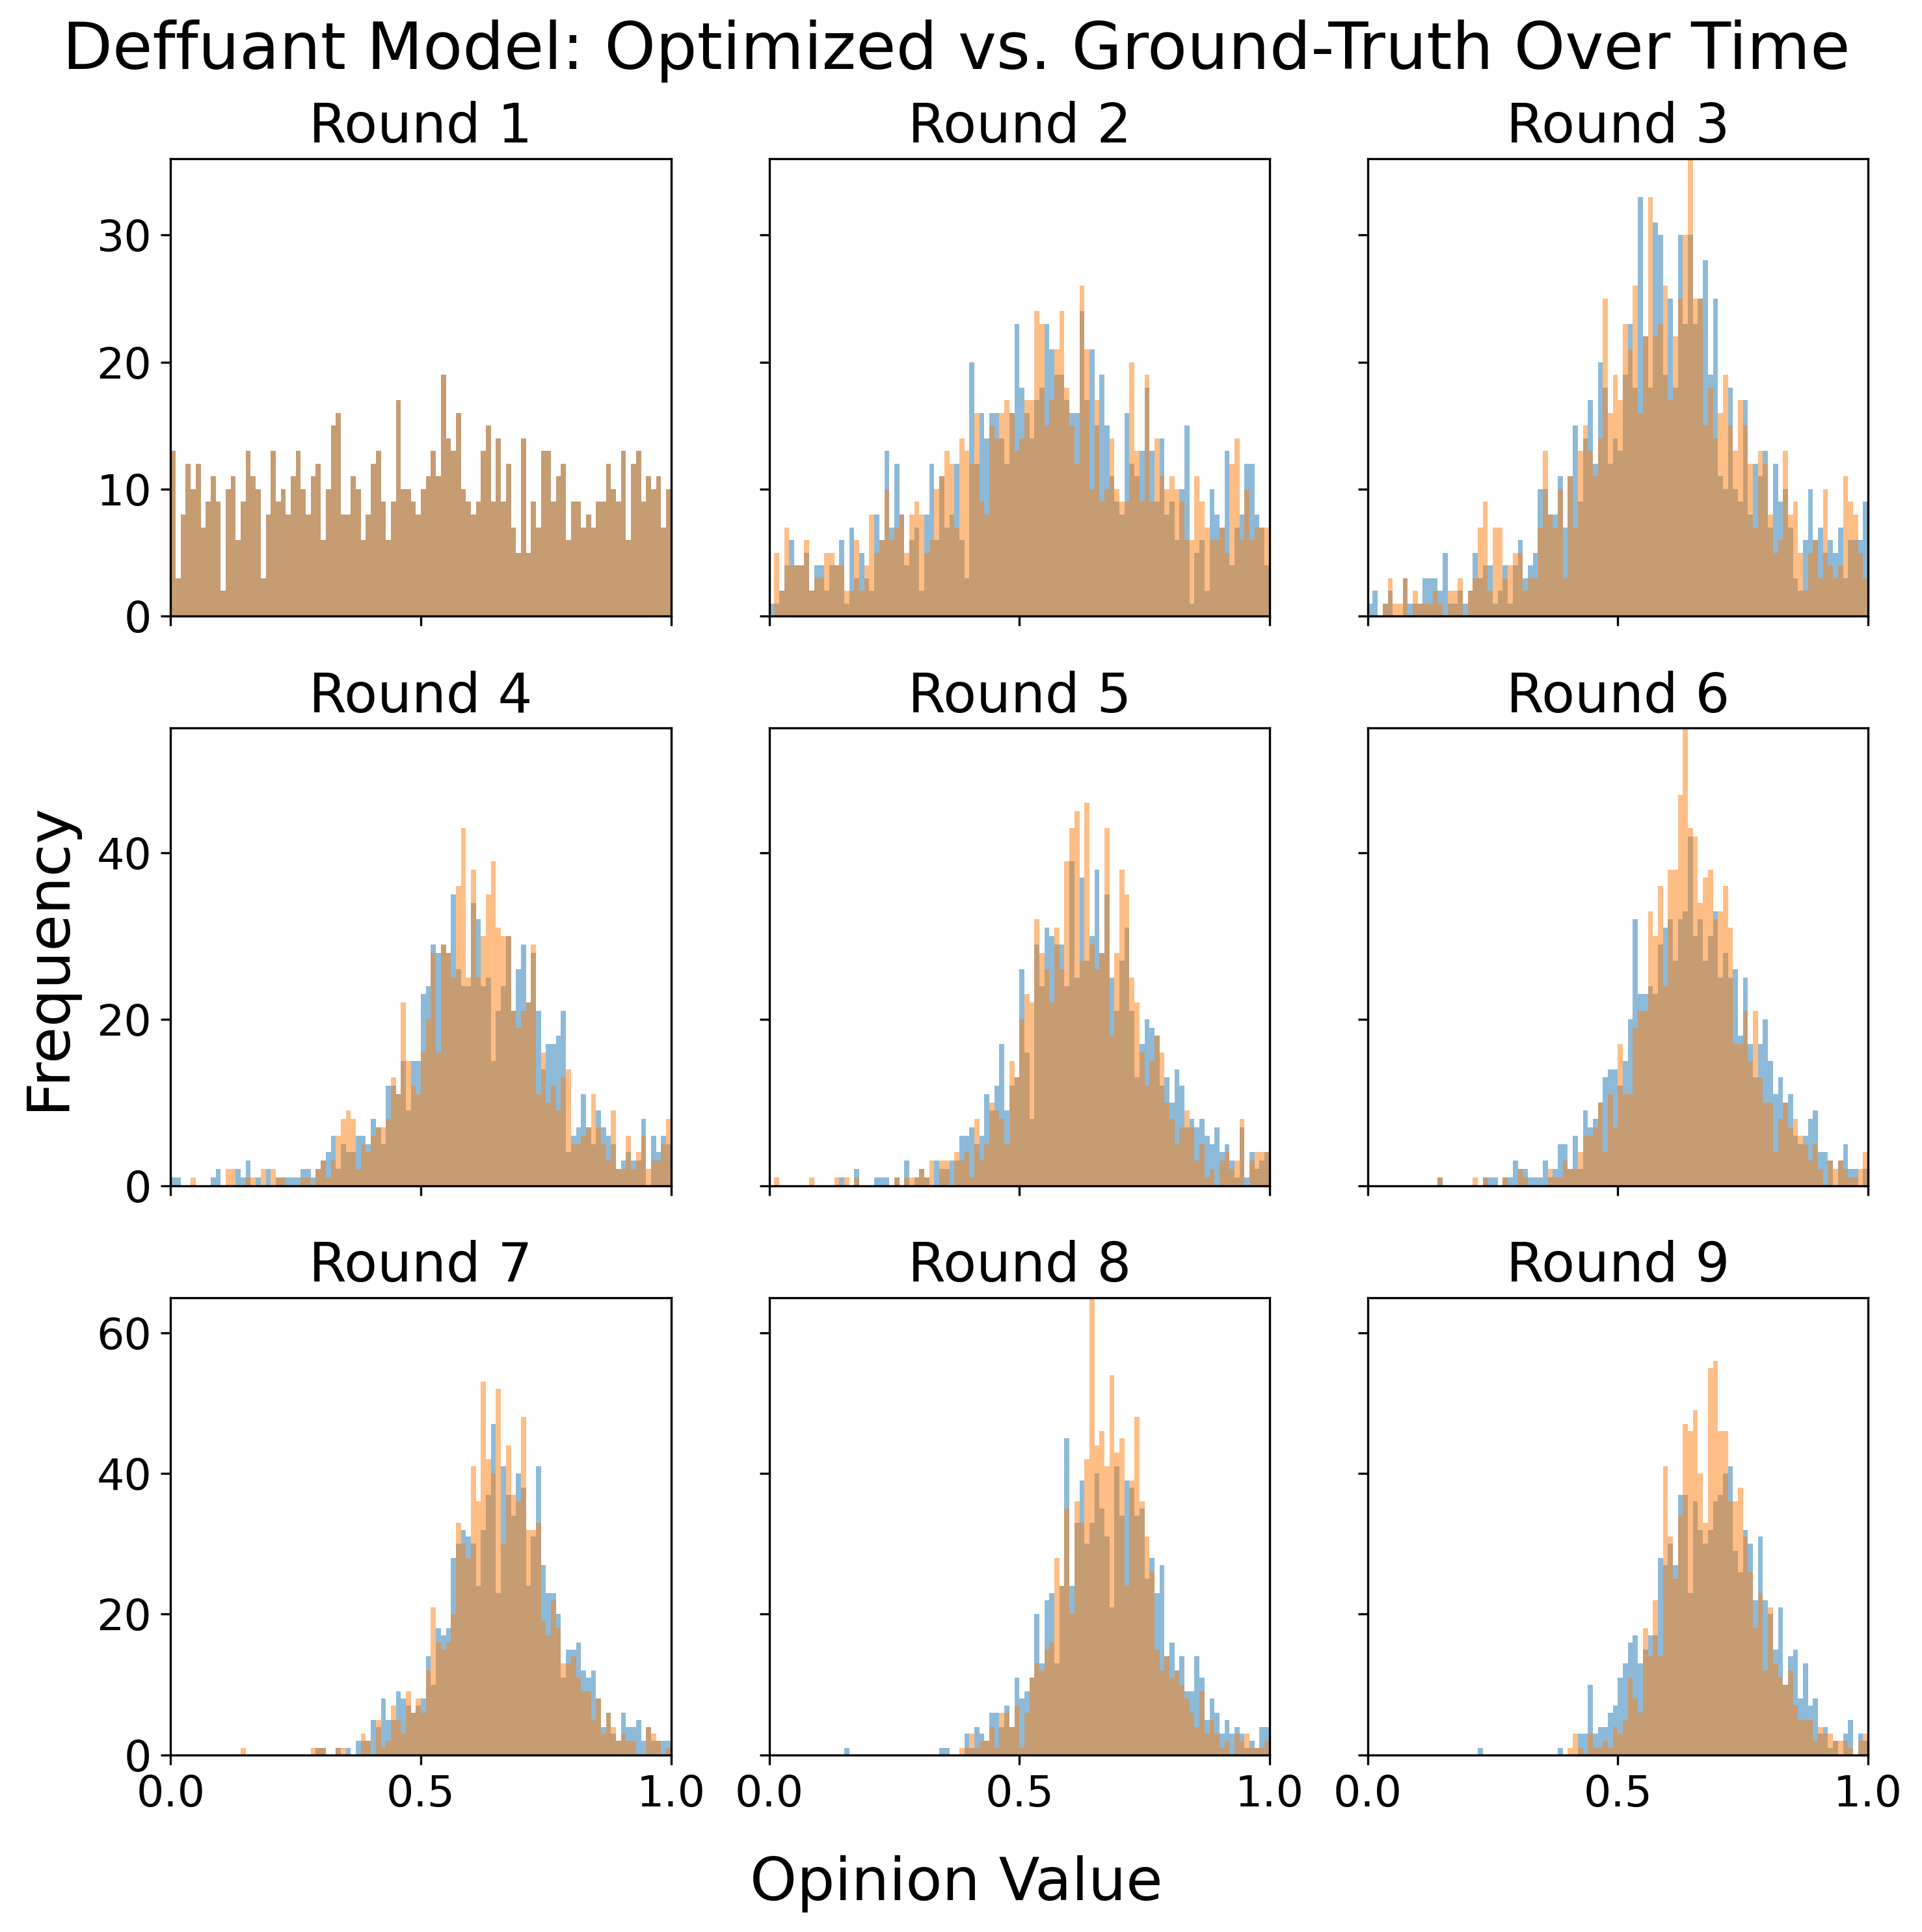 Deffuant Model: Optimized vs. Ground-Truth Over Time
Round 1
Round 2
Round 3
30
20
10
0
Round 4
Round 5
Round 6
40
20
0
Frequency
Round 7
Round 8
Round 9
60
40
20
0
0.0 0.5 1.0
0.0 0.5 1.0
0.0 0.5 1.0
Opinion Value